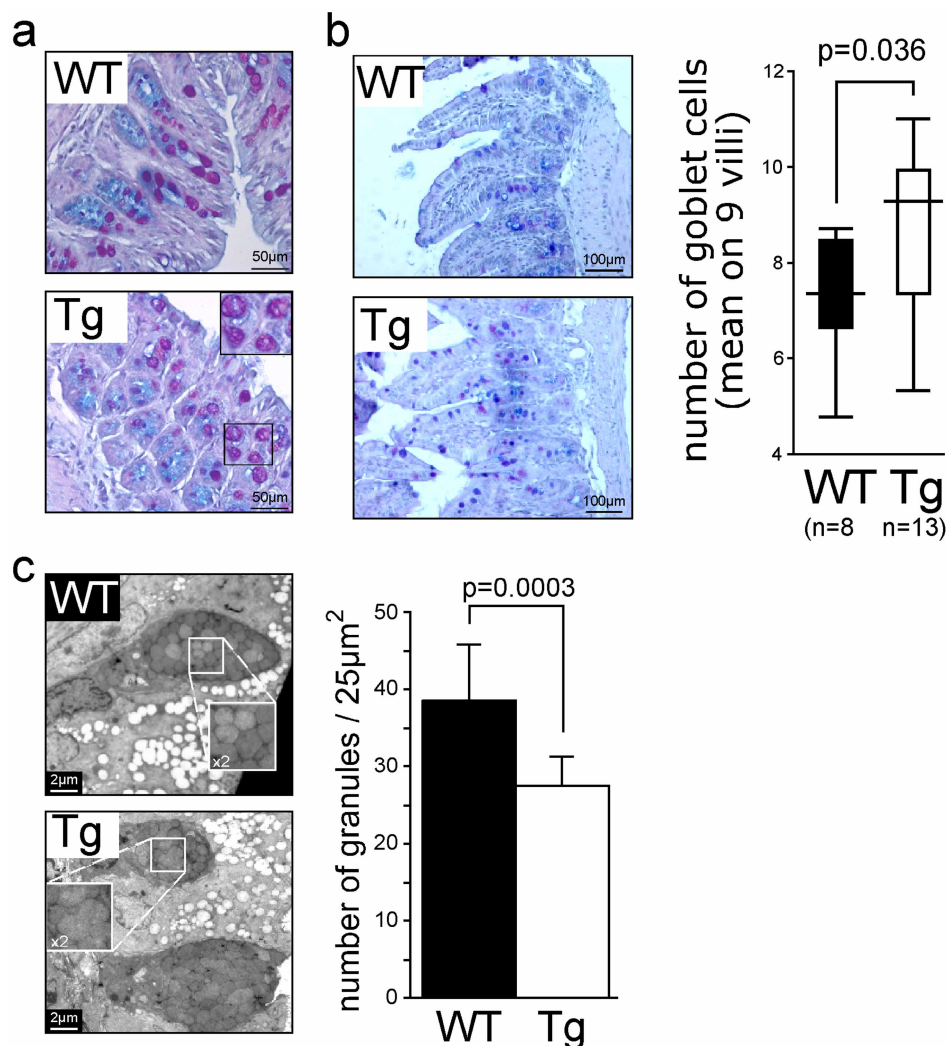 a
WT
50µm
Tg
50µm
b
WT
100µm
Tg
100µm
number of goblet cells
(mean on 9 villi)
p=0.036
12
10
8
6
4
WT Tg
(n=8 n=13)
c
WT
x2
2µm
Tg
x2
2µm
number of granules / 25µm²
p=0.0003
50
40
30
20
10
0
WT Tg